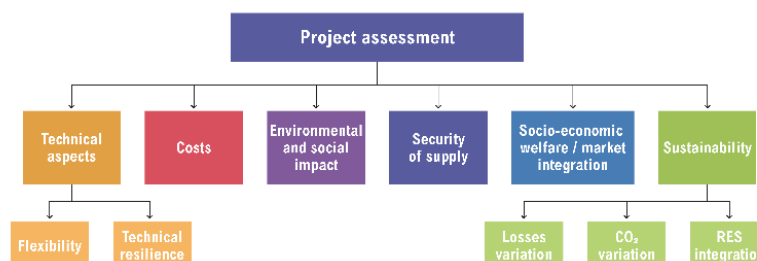 Project assessment
Technical
aspects
Costs
Environmental
and social
impact
Security
of supply
Socio-economic
welfare / market
integration
Sustainability
Flexibility
Technical
resilience
Losses
variation
CO₂
variation
RES
integratio